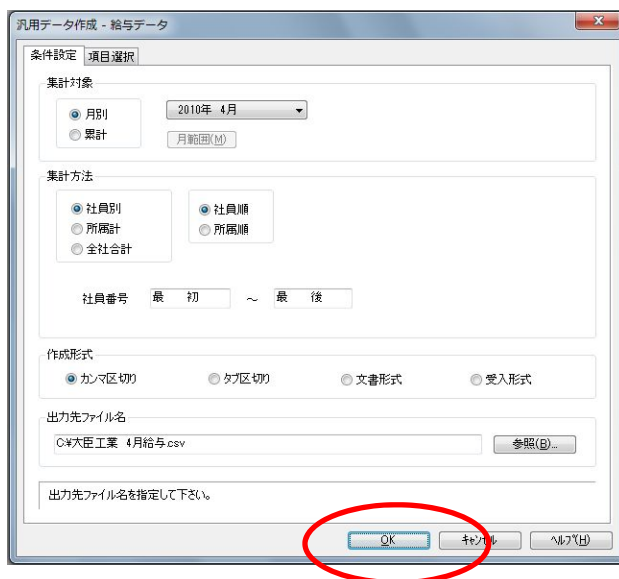 汎用データ作成 - 給与データ
条件設定 項目選択
集計対象
月別 2010年 4月
累計 月範囲(M)
集計方法
社員別 社員順
所属計 所属順
全社合計
社員番号 最 初 ～ 最 後
作成形式
カンマ区切り タブ区切り 文書形式 受入形式
出力先ファイル名
C:¥大臣工業 4月給与.csv 参照(B)...
出力先ファイル名を指定して下さい。
OK キャンセル ヘルプ(H)